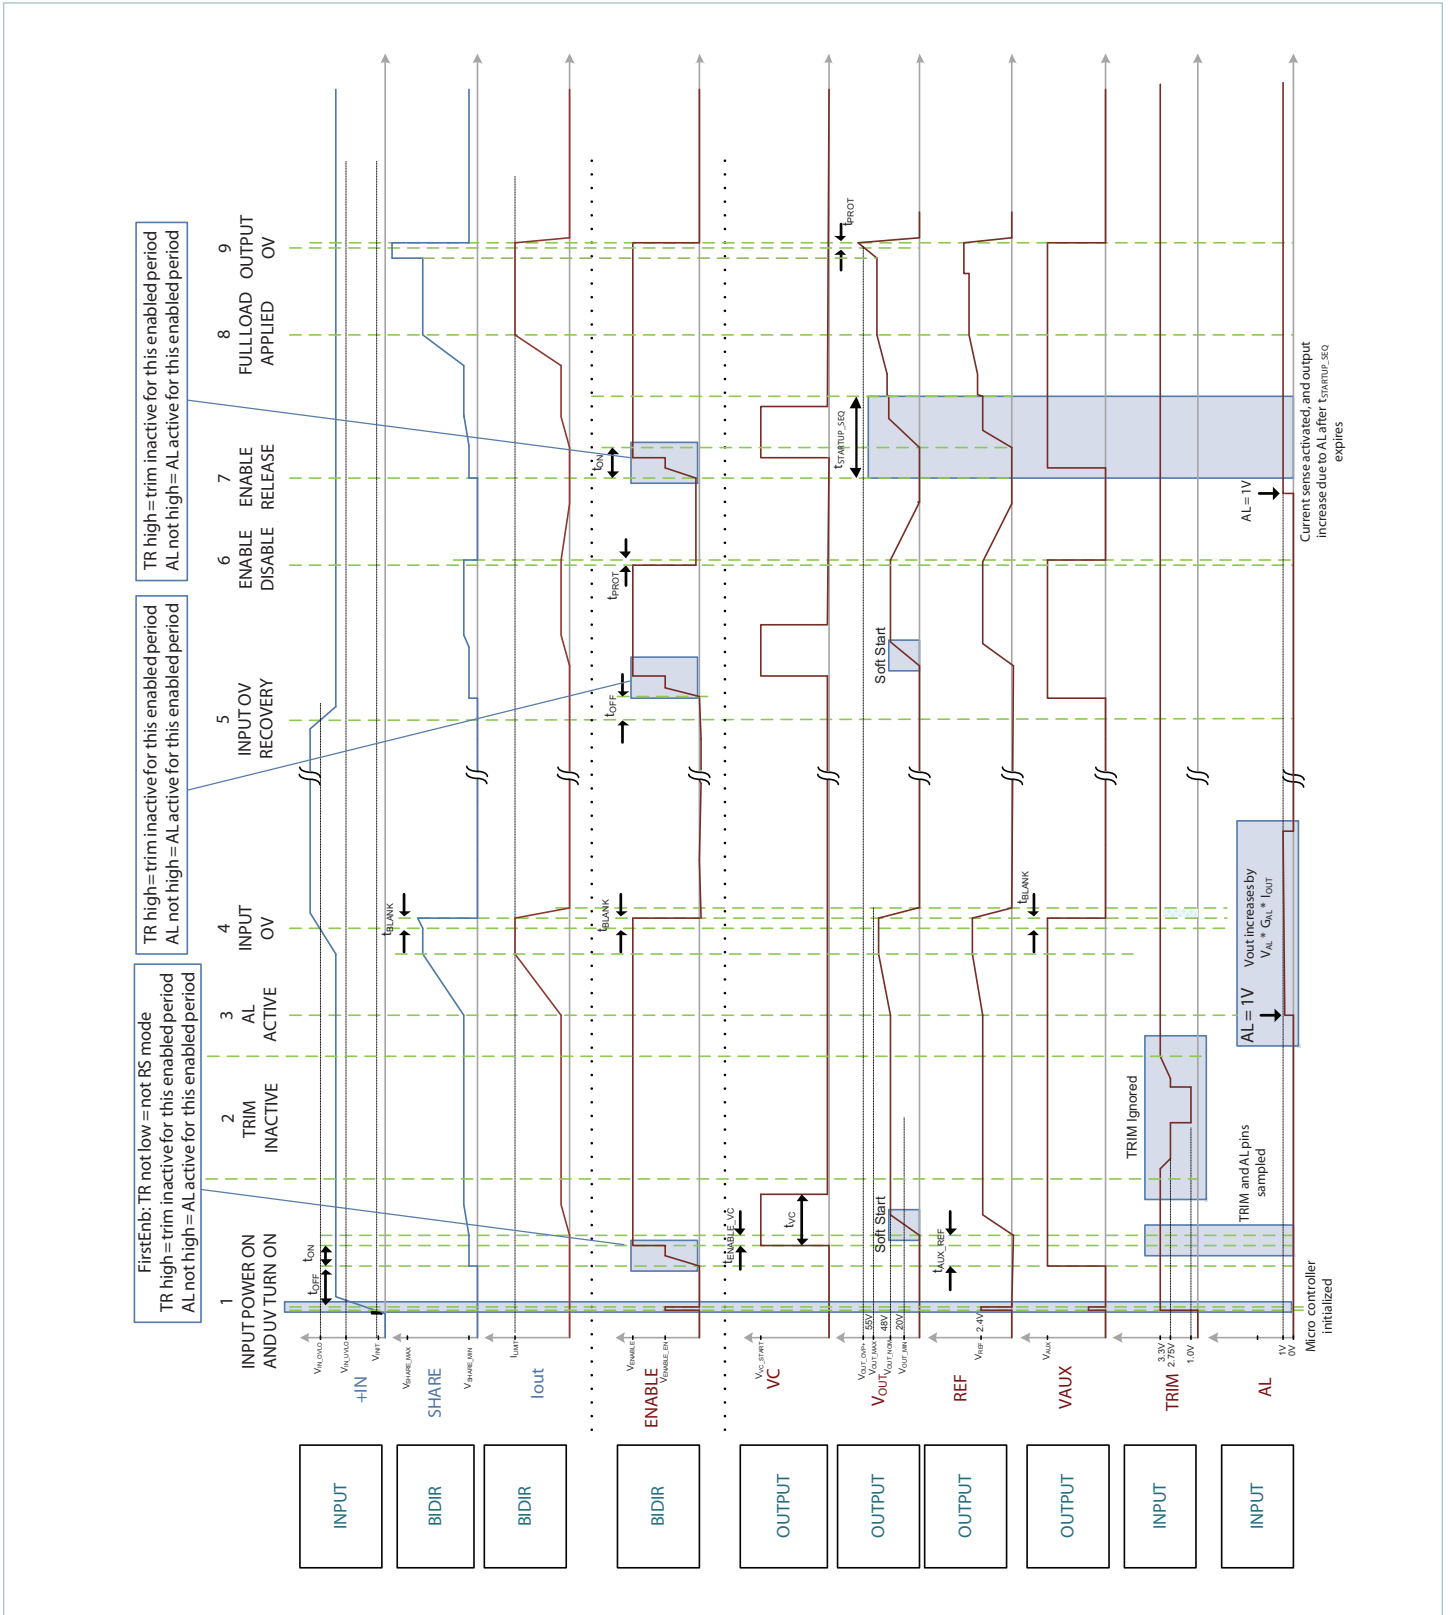 1
INPUT POWER ON
AND UV TURN ON
2
TRIM
INACTIVE
3
AL
ACTIVE
4
INPUT
OV
5
INPUT OV
RECOVERY
6
ENABLE
DISABLE
7
ENABLE
RELEASE
8
FULL LOAD
APPLIED
9
OUTPUT
OV
FirstEnb: TR not low = not RS mode
TR high = trim inactive for this enabled period
AL not high = AL active for this enabled period
TR high = trim inactive for this enabled period
AL not high = AL active for this enabled period
TR high = trim inactive for this enabled period
AL not high = AL active for this enabled period
INPUT
+IN
VIN_OVLO
VIN_UVLO
VINIT
tOFF
tON
BIDIR
SHARE
VSHARE_MAX
VSHARE_MIN
tBLANK
BIDIR
Iout
ILIMIT
BIDIR
ENABLE
VENABLE
VENABLE_EN
tBLANK
tOFF
tPROT
tON
OUTPUT
VC
VVC_START
tENABLE_VC
tVC
OUTPUT
VOUT
VOUT_OVP+
VOUT_MAX
VOUT_NOM
VOUT_MIN
55V
48V
20V
Soft Start
Soft Start
tSTARTUP_SEQ
tPROT
OUTPUT
REF
VREF
2.4V
tAUX_REF
OUTPUT
VAUX
VAUX
tBLANK
INPUT
TRIM
3.3V
2.75V
1.0V
TRIM Ignored
INPUT
AL
1V
0V
Micro controller
initialized
TRIM and AL pins
sampled
AL = 1V
Vout increases by
VAL * GAL * IOUT
AL = 1V
Current sense activated, and output
increase due to AL after tSTARTUP_SEQ
expires